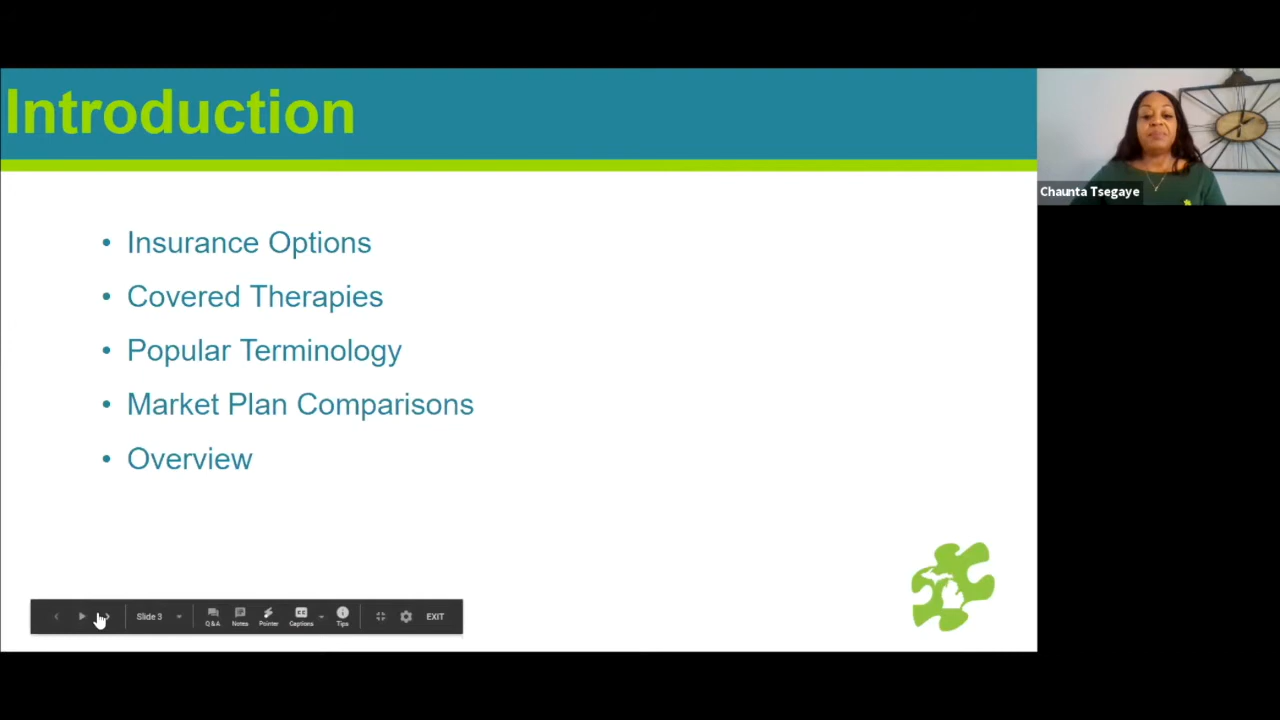 Introduction
Chaunta Tsegaye
• Insurance Options
• Covered Therapies
• Popular Terminology
• Market Plan Comparisons
• Overview
Slide 3
Q&A
Notes
Pointer
CC
Captions
Tips
EXIT